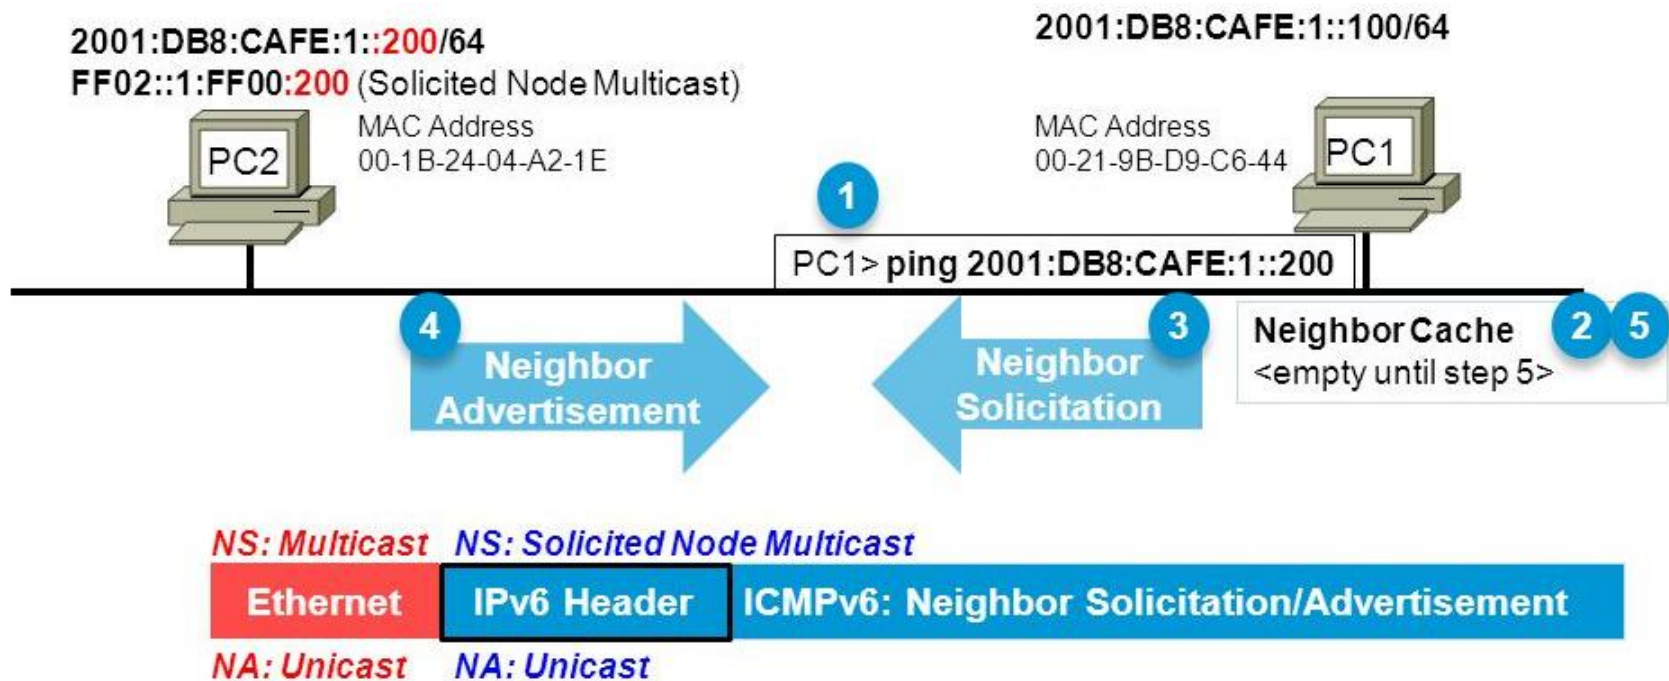 2001:DB8:CAFE:1::200/64
FF02::1:FF00:200 (Solicited Node Multicast)
MAC Address
00-1B-24-04-A2-1E
PC2
2001:DB8:CAFE:1::100/64
MAC Address
00-21-9B-D9-C6-44
PC1
1
PC1> ping 2001:DB8:CAFE:1::200
4
Neighbor
Advertisement
3
Neighbor
Solicitation
Neighbor Cache
<empty until step 5>
2
5
NS: Multicast
NS: Solicited Node Multicast
Ethernet
IPv6 Header
ICMPv6: Neighbor Solicitation/Advertisement
NA: Unicast
NA: Unicast